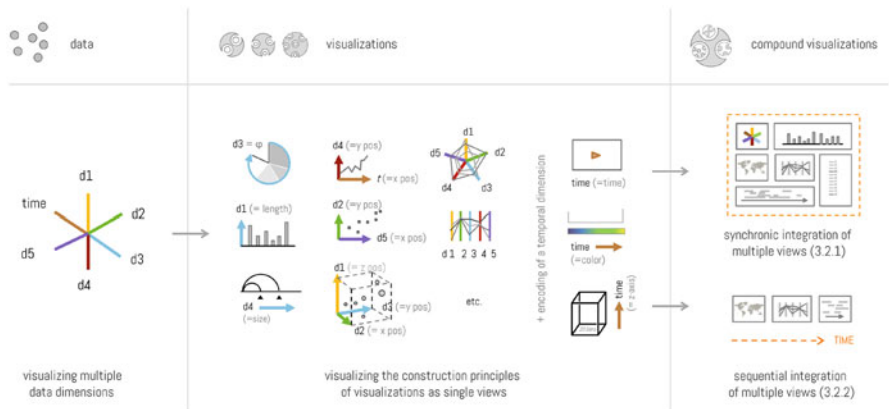 data
visualizations
compound visualizations
time
d1
d2
d3
d4
d5
d3 = φ
d1 (= length)
d4
(=size)
d4 (=y pos)
t (=x pos)
d2 (=y pos)
d5 (=x pos)
d1 (= z pos)
d3 (=y pos)
d2 (= x pos)
d1
d2
d3
d4
d5
d 1 2 3 4 5
etc.
+ encoding of a temporal dimension
time (=time)
time
(=color)
time
(= z-axis)
synchronic integration of
multiple views (3.2.1)
TIME
visualizing multiple
data dimensions
visualizing the construction principles
of visualizations as single views
sequential integration
of multiple views (3.2.2)